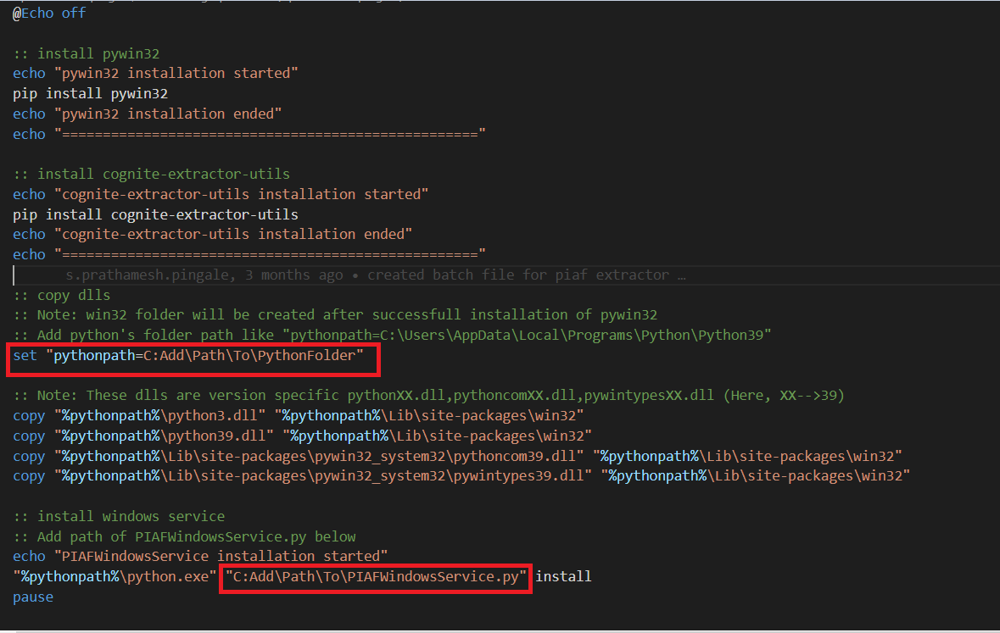 @Echo off
:: install pywin32
echo "pywin32 installation started"
pip install pywin32
echo "pywin32 installation ended"
echo "==================================================="
:: install cognite-extractor-utils
echo "cognite-extractor-utils installation started"
pip install cognite-extractor-utils
echo "cognite-extractor-utils installation ended"
echo "==================================================="
s.prathamesh.pingale, 3 months ago • created batch file for piaf extractor …
:: copy dlls
:: Note: win32 folder will be created after successfull installation of pywin32
:: Add python's folder path like "pythonpath=C:\Users\AppData\Local\Programs\Python\Python39"
set "pythonpath=C:Add\Path\To\PythonFolder"
:: Note: These dlls are version specific pythonXX.dll,pythoncomXX.dll,pywintypesXX.dll (Here, XX-->39)
copy "%pythonpath%\python3.dll" "%pythonpath%\Lib\site-packages\win32"
copy "%pythonpath%\python39.dll" "%pythonpath%\Lib\site-packages\win32"
copy "%pythonpath%\Lib\site-packages\pywin32_system32\pythoncom39.dll" "%pythonpath%\Lib\site-packages\win32"
copy "%pythonpath%\Lib\site-packages\pywin32_system32\pywintypes39.dll" "%pythonpath%\Lib\site-packages\win32"
:: install windows service
:: Add path of PIAFWindowsService.py below
echo "PIAFWindowsService installation started"
"%pythonpath%\python.exe" "C:Add\Path\To\PIAFWindowsService.py" install
pause